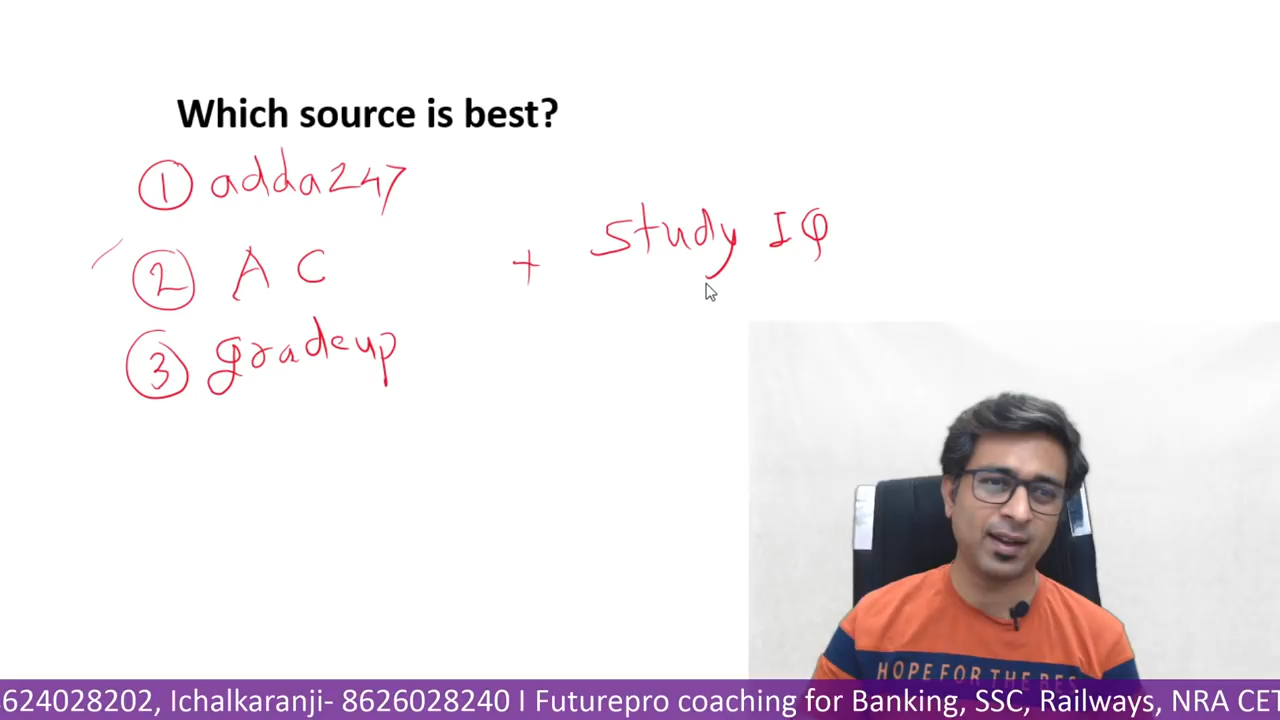 Which source is best?
① adda247
② A C
+ Study IQ
③ gradeup
HOPE FOR THE BES
8624028202, Ichalkaranji- 8626028240 I Futurepro coaching for Banking, SSC, Railways, NRA CET